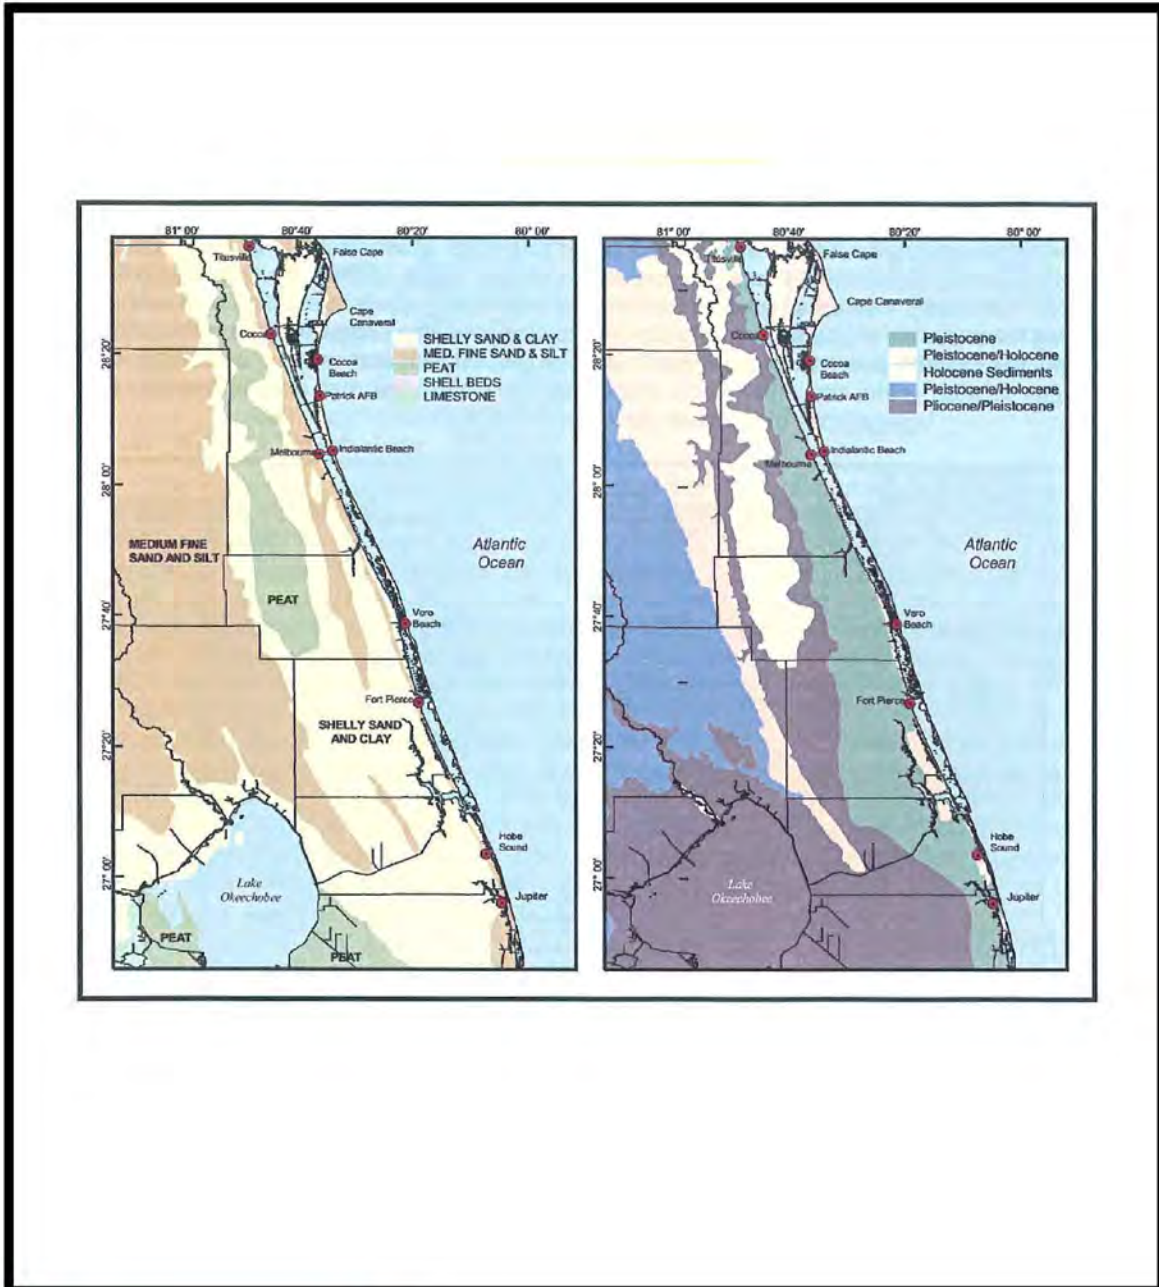 81° 00'
80°40'
80°20'
80° 00'
Titusville
False Cape
Cape
Canaveral
Cocoa
SHELLY SAND & CLAY
MED. FINE SAND & SILT
PEAT
SHELL BEDS
LIMESTONE
28°20'
Cocoa
Beach
Patrick AFB
Melbourne
Indialantic Beach
28° 00'
MEDIUM FINE
SAND AND SILT
Atlantic
Ocean
PEAT
27°40'
Vero
Beach
Fort Pierce
SHELLY SAND
AND CLAY
27°20'
Hobe
Sound
27° 00'
Lake
Okeechobee
Jupiter
PEAT
PEAT
81° 00'
80°40'
80°20'
80° 00'
Titusville
False Cape
Cape Canaveral
Cocoa
Pleistocene
Pleistocene/Holocene
Holocene Sediments
Pleistocene/Holocene
Pliocene/Pleistocene
28°20'
Cocoa
Beach
Patrick AFB
Indialantic Beach
Melbourne
28° 00'
Atlantic
Ocean
27°40'
Vero
Beach
Fort Pierce
27°20'
Hobe
Sound
27° 00'
Lake
Okeechobee
Jupiter